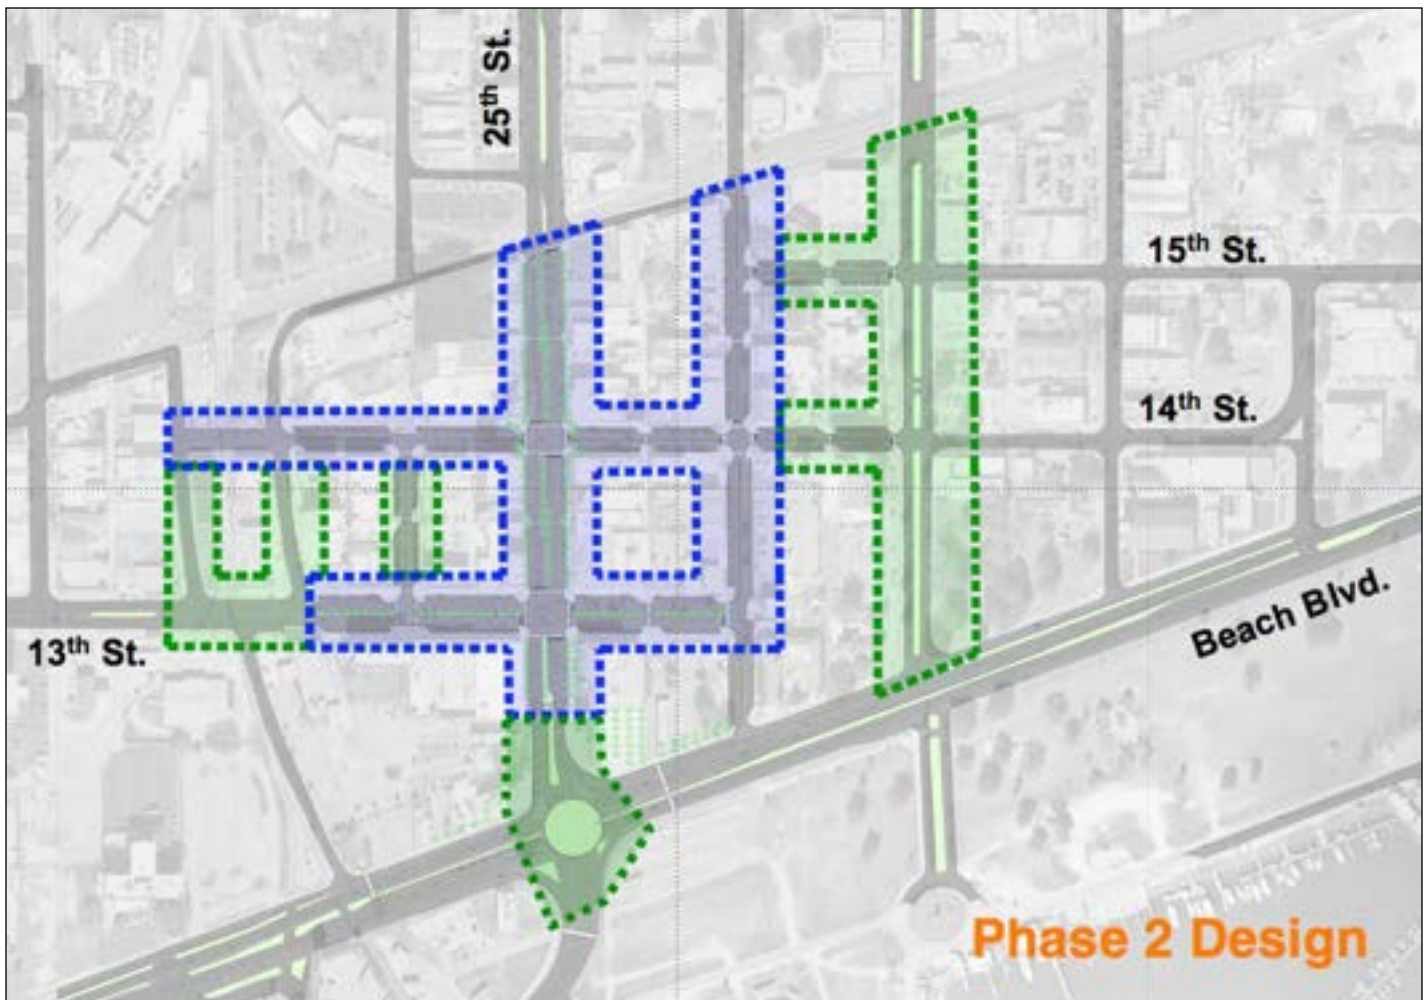 25th St.
15th St.
14th St.
13th St.
Beach Blvd.
Phase 2 Design